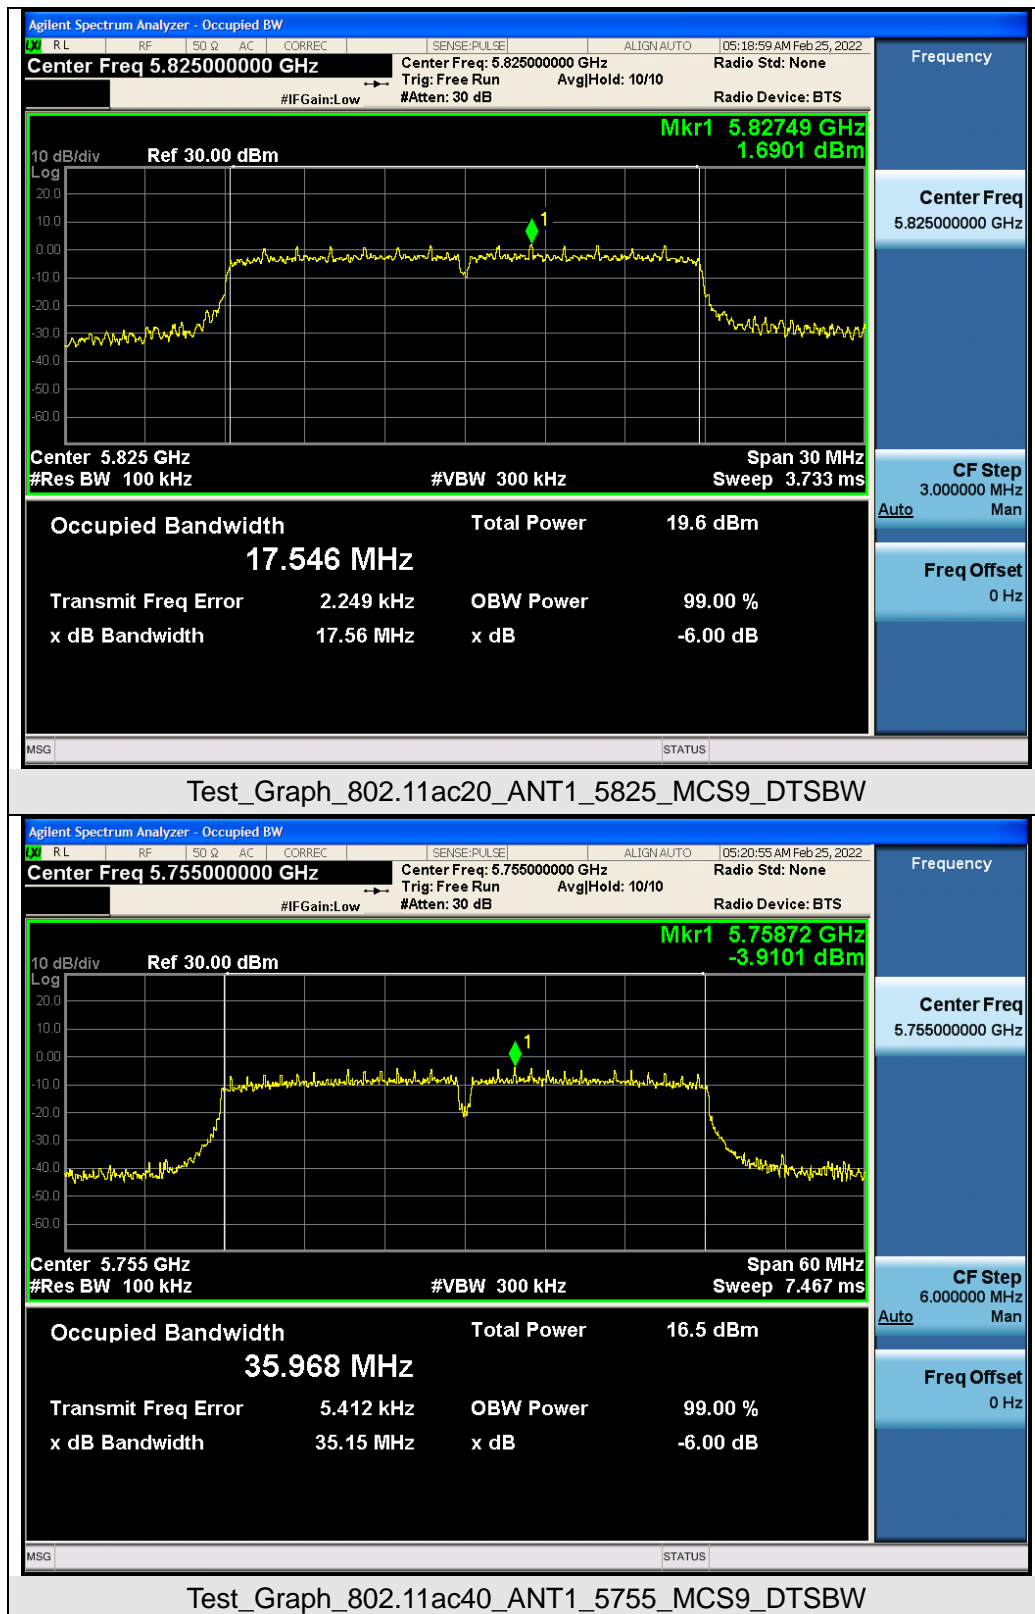 Agilent Spectrum Analyzer - Occupied BW
LXI RL RF 50 Ω AC CORREC SENSE:PULSE ALIGN AUTO 05:18:59 AM Feb 25, 2022
Center Freq 5.825000000 GHz
Center Freq: 5.825000000 GHz
Radio Std: None
Trig: Free Run Avg|Hold: 10/10
#IFGain:Low #Atten: 30 dB Radio Device: BTS
Frequency
Mkr1 5.82749 GHz
1.6901 dBm
10 dB/div Ref 30.00 dBm
Log
20.0
10.0
0.00
-10.0
-20.0
-30.0
-40.0
-50.0
-60.0
1
Center Freq
5.825000000 GHz
Center 5.825 GHz Span 30 MHz
#Res BW 100 kHz #VBW 300 kHz Sweep 3.733 ms
CF Step
3.000000 MHz
Auto Man
Freq Offset
0 Hz
Occupied Bandwidth Total Power 19.6 dBm
17.546 MHz
Transmit Freq Error 2.249 kHz OBW Power 99.00 %
x dB Bandwidth 17.56 MHz x dB -6.00 dB
MSG STATUS
Test_Graph_802.11ac20_ANT1_5825_MCS9_DTSBW
Agilent Spectrum Analyzer - Occupied BW
LXI RL RF 50 Ω AC CORREC SENSE:PULSE ALIGN AUTO 05:20:55 AM Feb 25, 2022
Center Freq 5.755000000 GHz
Center Freq: 5.755000000 GHz
Radio Std: None
Trig: Free Run Avg|Hold: 10/10
#IFGain:Low #Atten: 30 dB Radio Device: BTS
Frequency
Mkr1 5.75872 GHz
-3.9101 dBm
10 dB/div Ref 30.00 dBm
Log
20.0
10.0
0.00
-10.0
-20.0
-30.0
-40.0
-50.0
-60.0
1
Center Freq
5.755000000 GHz
Center 5.755 GHz Span 60 MHz
#Res BW 100 kHz #VBW 300 kHz Sweep 7.467 ms
CF Step
6.000000 MHz
Auto Man
Freq Offset
0 Hz
Occupied Bandwidth Total Power 16.5 dBm
35.968 MHz
Transmit Freq Error 5.412 kHz OBW Power 99.00 %
x dB Bandwidth 35.15 MHz x dB -6.00 dB
MSG STATUS
Test_Graph_802.11ac40_ANT1_5755_MCS9_DTSBW